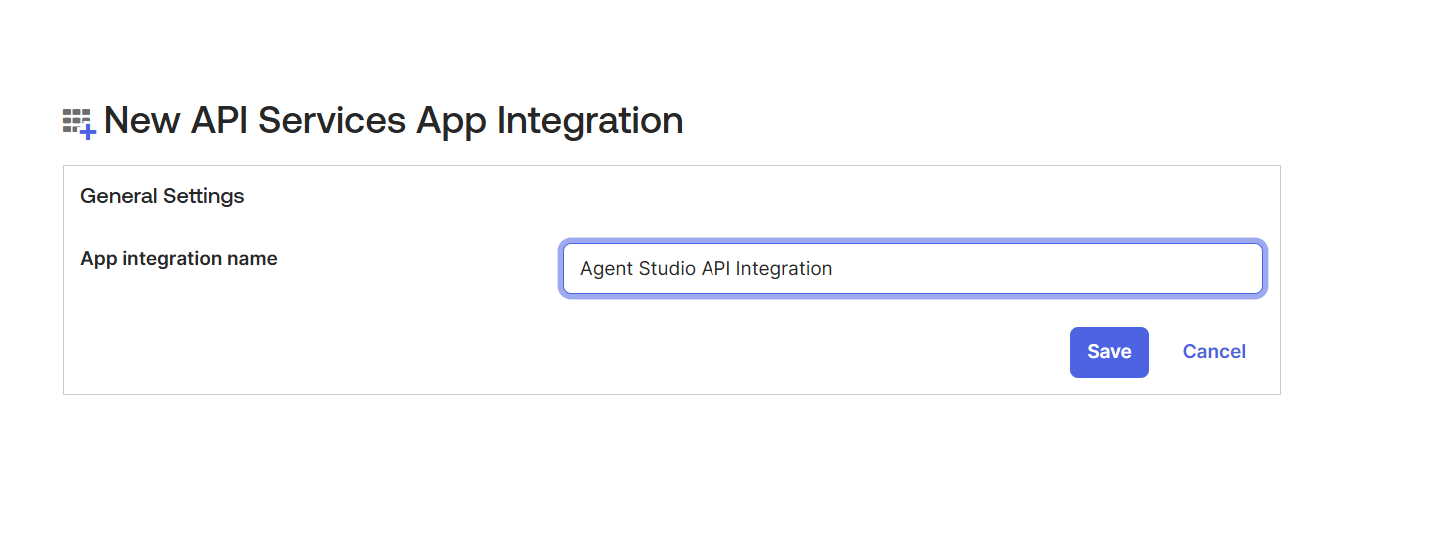 New API Services App Integration
General Settings
App integration name
Agent Studio API Integration
Save
Cancel